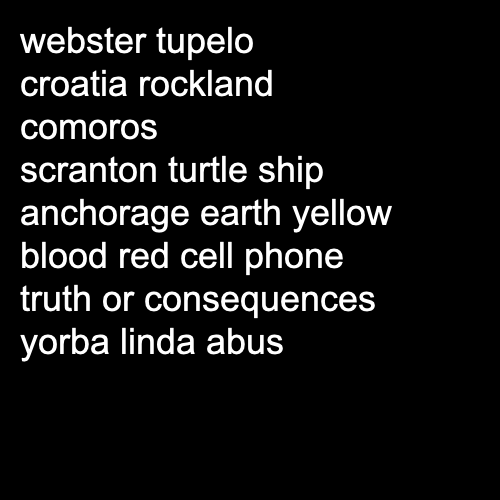 webster tupelo
croatia rockland
comoros
scranton turtle ship
anchorage earth yellow
blood red cell phone
truth or consequences
yorba linda abus